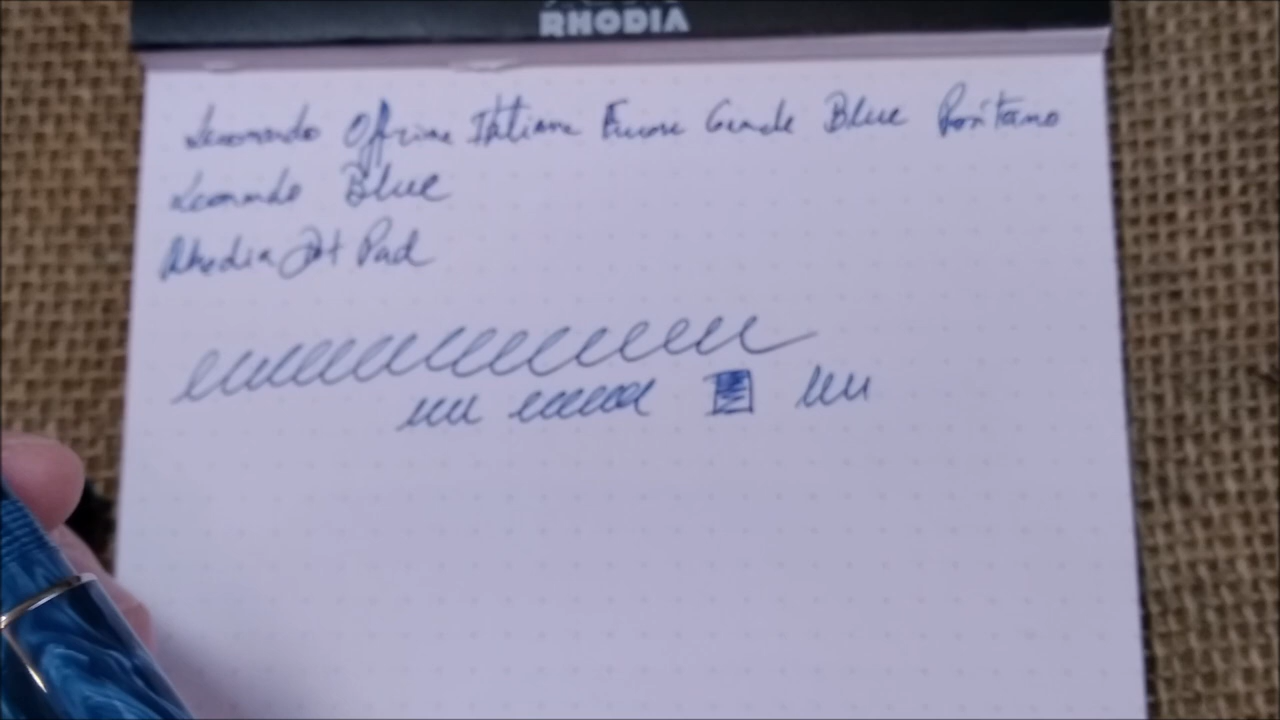 RHODIA
Leonardo Officina Italiana Furore Grande Blue Positano
Leonardo Blue
Rhodia Dot Pad